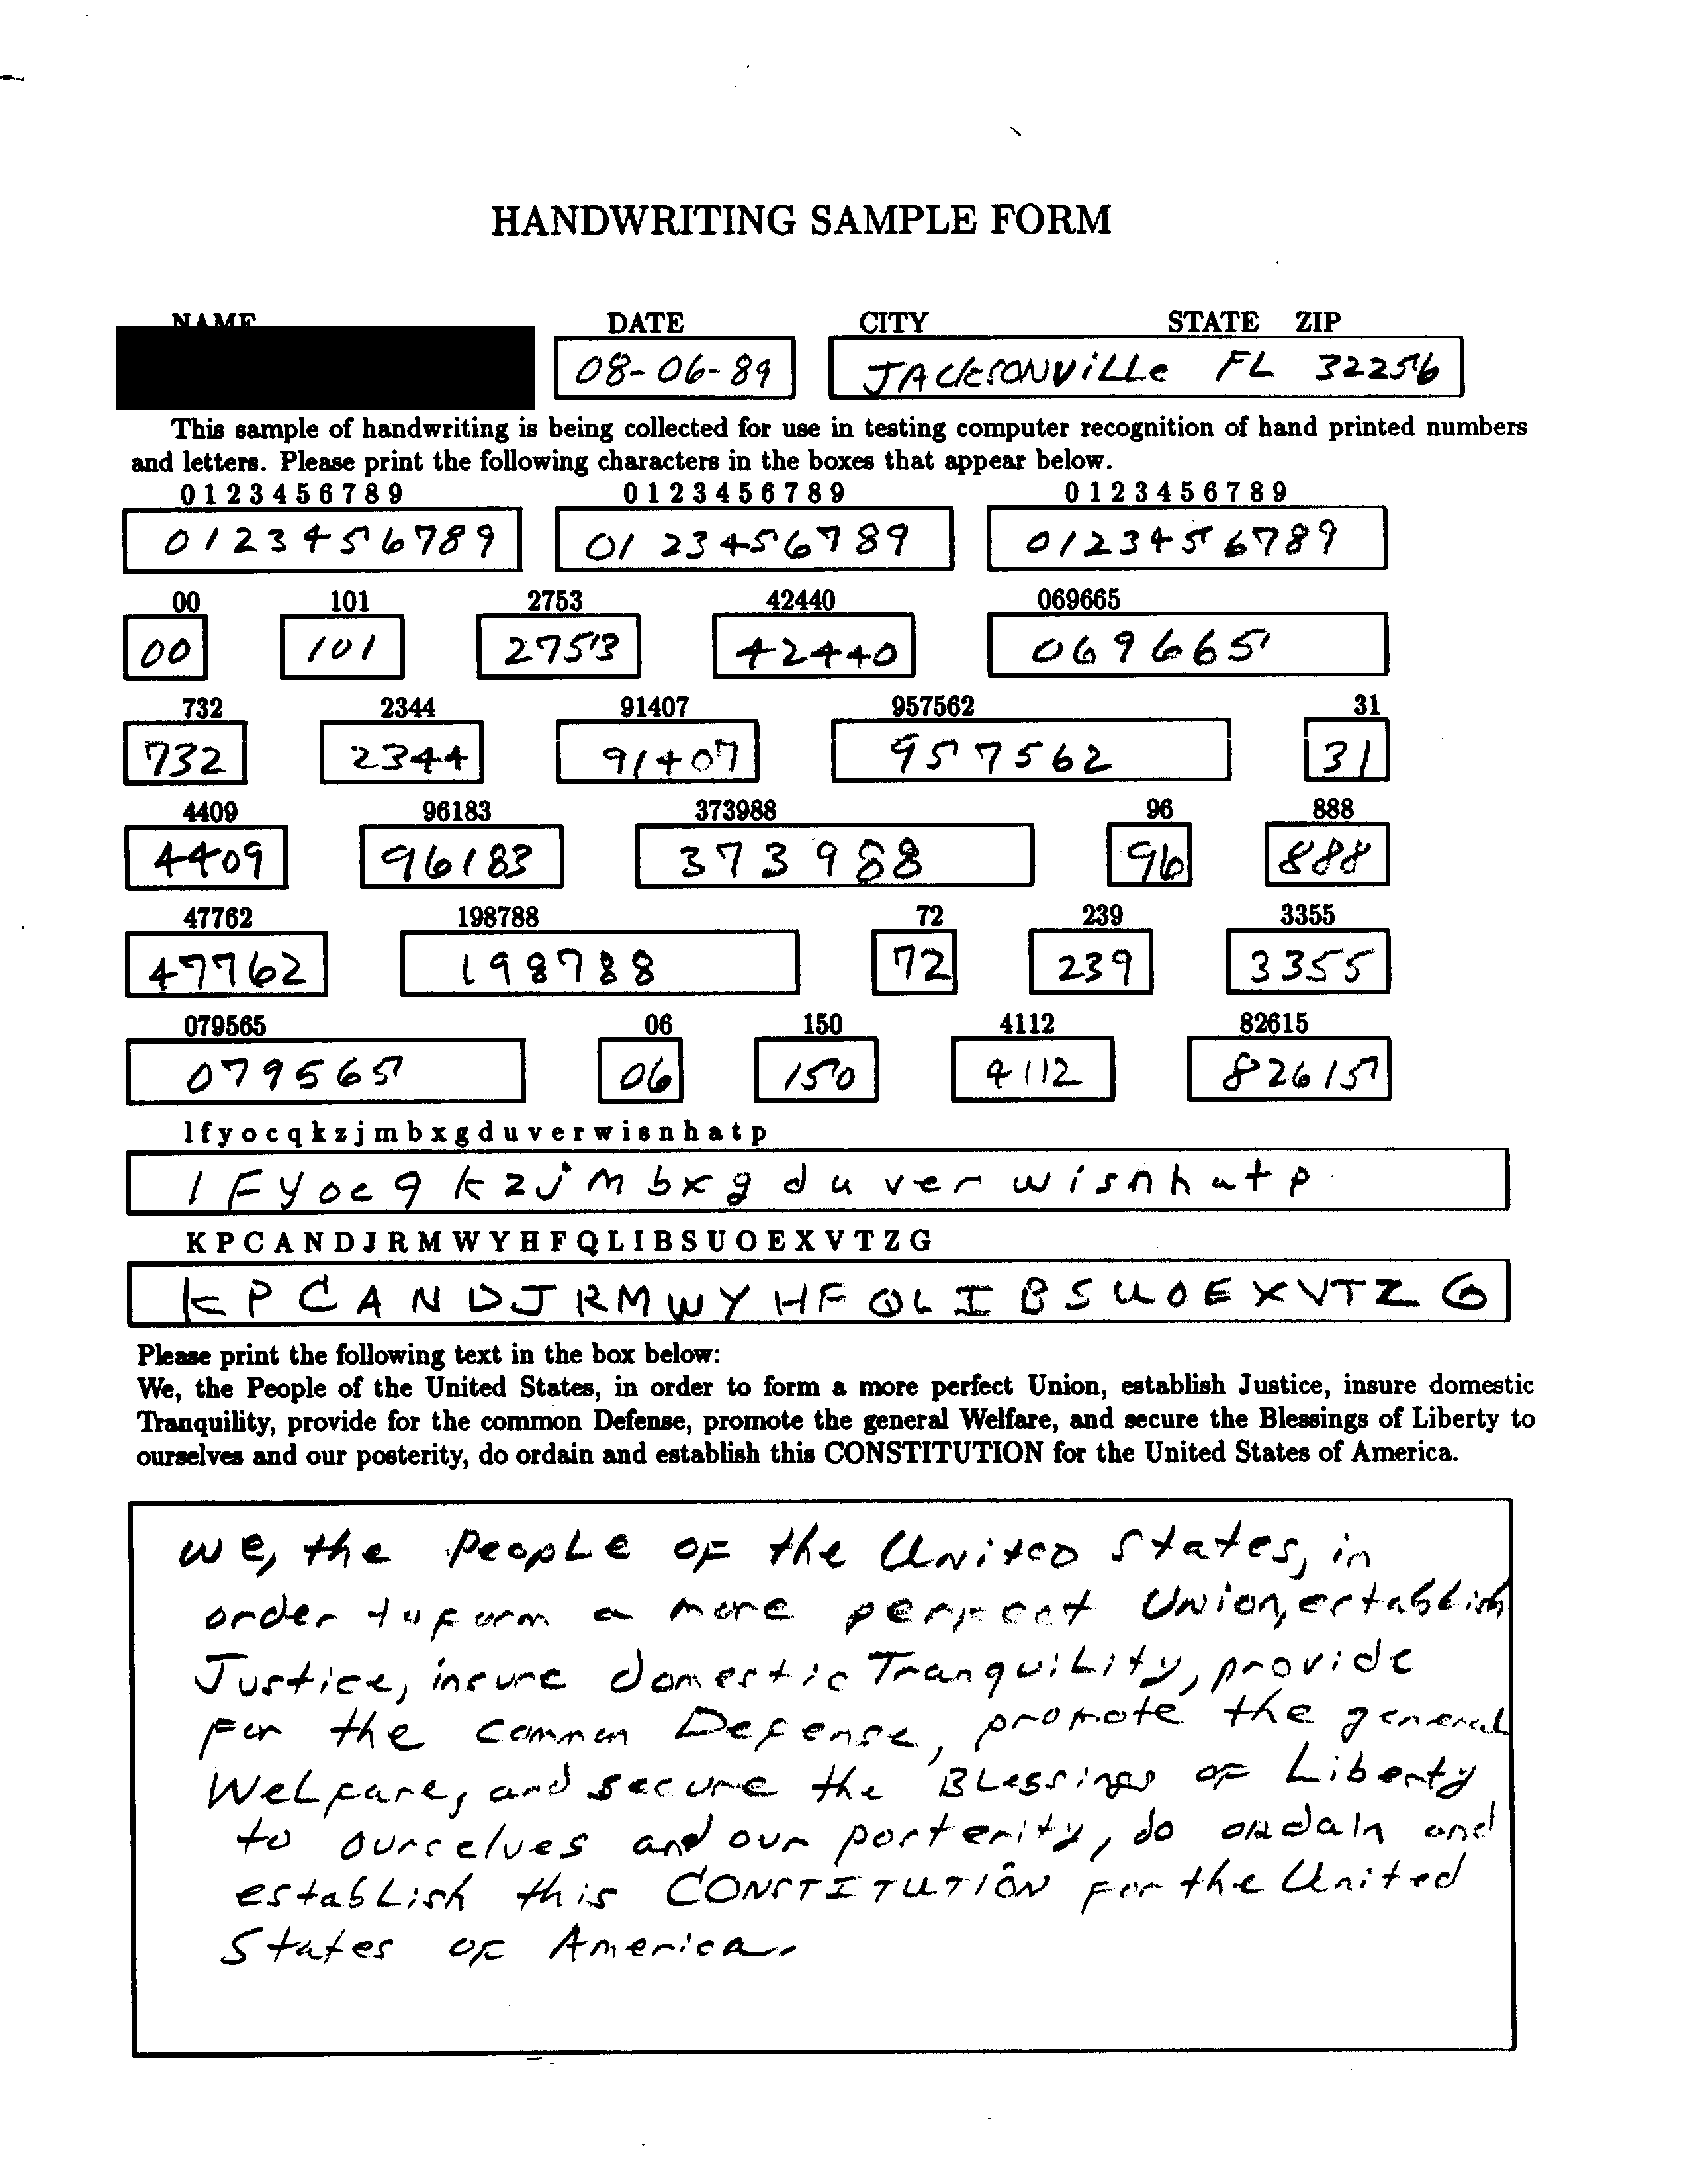 HANDWRITING SAMPLE FORM
NAME DATE CITY STATE ZIP
08-06-89 JACKSONVILLe FL 32256
This sample of handwriting is being collected for use in testing computer recognition of hand printed numbers
and letters. Please print the following characters in the boxes that appear below.
0 1 2 3 4 5 6 7 8 9 0 1 2 3 4 5 6 7 8 9 0 1 2 3 4 5 6 7 8 9
0123456789 0123456789 0123456789
00 101 2753 42440 069665
00 101 2753 42440 069665
732 2344 91407 957562 31
732 2344 91407 957562 31
4409 96183 373988 96 888
4409 96183 373988 96 888
47762 198788 72 239 3355
47762 198788 72 239 3355
079565 06 150 4112 82615
079565 06 150 4112 82615
l f y o c q k z j m b x g d u v e r w i s n h a t p
l F y o c q k z j m b x g d u v e r w i s n h a t p
K P C A N D J R M W Y H F Q L I B S U O E X V T Z G
K P C A N D J R M W Y H F Q L I B S U O E X V T Z G
Please print the following text in the box below:
We, the People of the United States, in order to form a more perfect Union, establish Justice, insure domestic
Tranquility, provide for the common Defense, promote the general Welfare, and secure the Blessings of Liberty to
ourselves and our posterity, do ordain and establish this CONSTITUTION for the United States of America.
We, the PeopLe oF the UniteD States, in
order to form a more perfect Union, establish
Justice, insure domestic TranquiLity, provide
for the common Defense, promote the general
WeLfare, and secure the BLessings oF Liberty
to ourselves and our posterity, do oRdain and
estabLish this CONSTITUTION for the United
States oF America.